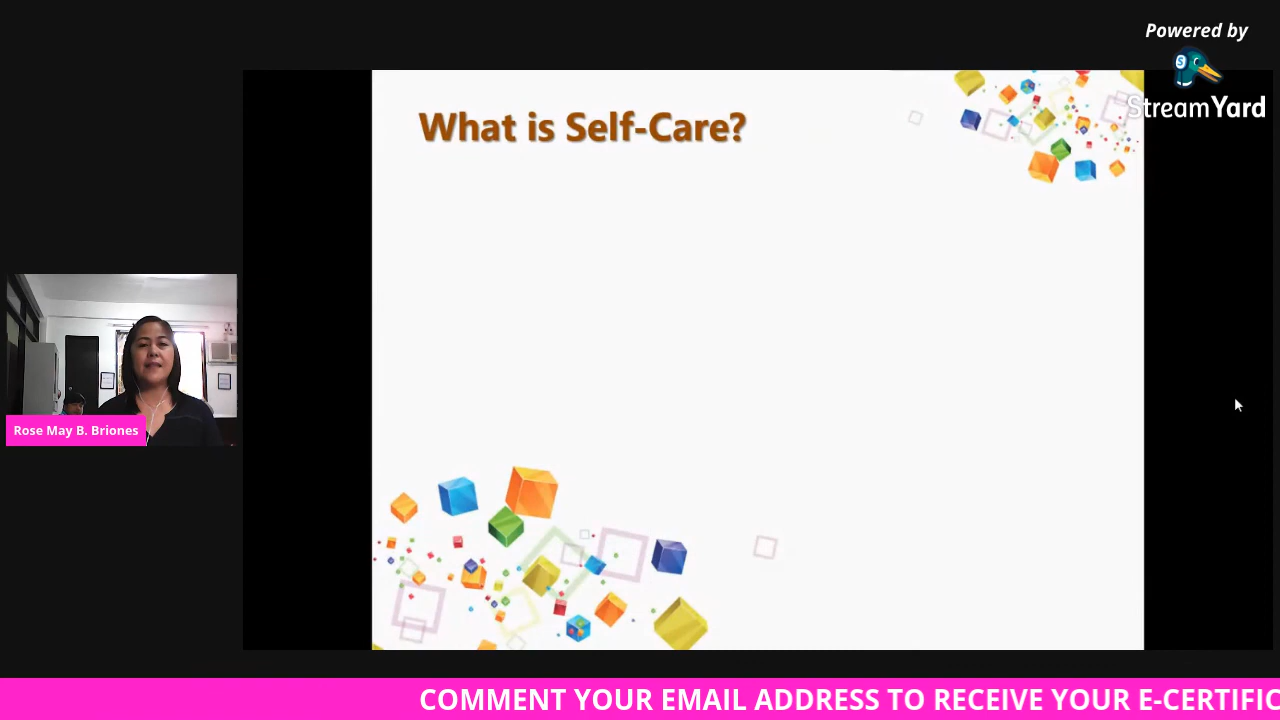 Powered by
StreamYard
What is Self-Care?
Rose May B. Briones
COMMENT YOUR EMAIL ADDRESS TO RECEIVE YOUR E-CERTIFIC